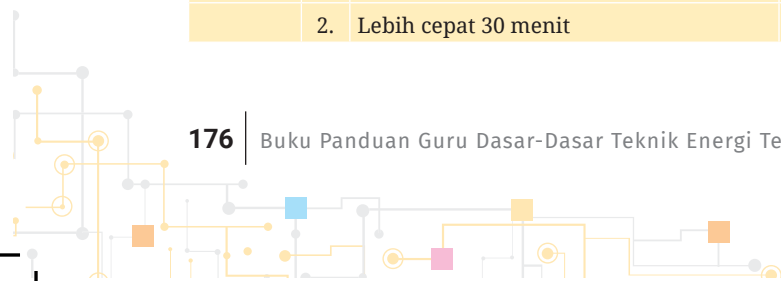 2. Lebih cepat 30 menit
176 Buku Panduan Guru Dasar-Dasar Teknik Energi Te